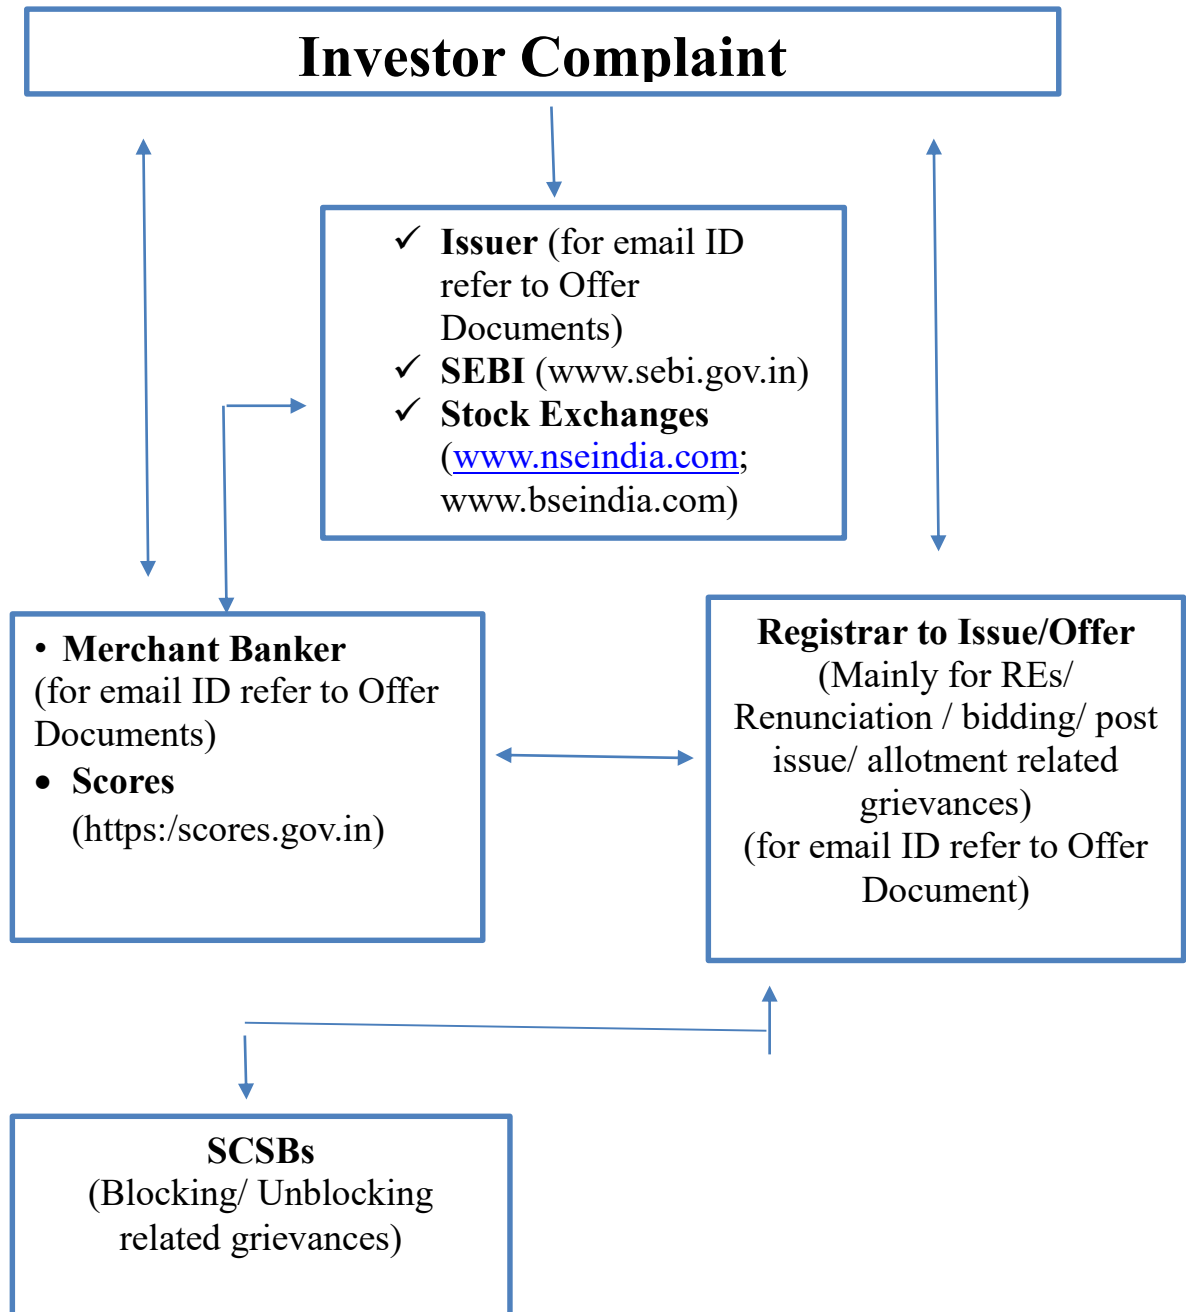 Investor Complaint
✓ Issuer (for email ID
refer to Offer
Documents)
✓ SEBI (www.sebi.gov.in)
✓ Stock Exchanges
(www.nseindia.com;
www.bseindia.com)
• Merchant Banker
(for email ID refer to Offer
Documents)
• Scores
(https:/scores.gov.in)
Registrar to Issue/Offer
(Mainly for REs/
Renunciation / bidding/ post
issue/ allotment related
grievances)
(for email ID refer to Offer
Document)
SCSBs
(Blocking/ Unblocking
related grievances)